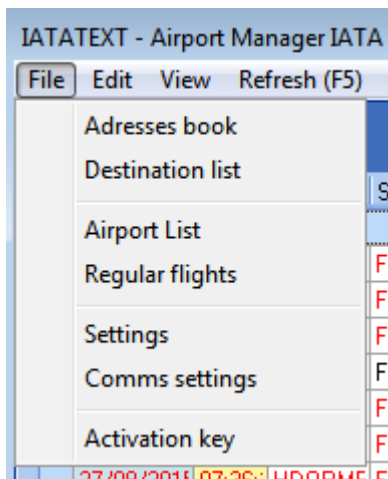 IATATEXT - Airport Manager IATA
File Edit View Refresh (F5)
Adresses book
Destination list
Airport List
Regular flights
Settings
Comms settings
Activation key